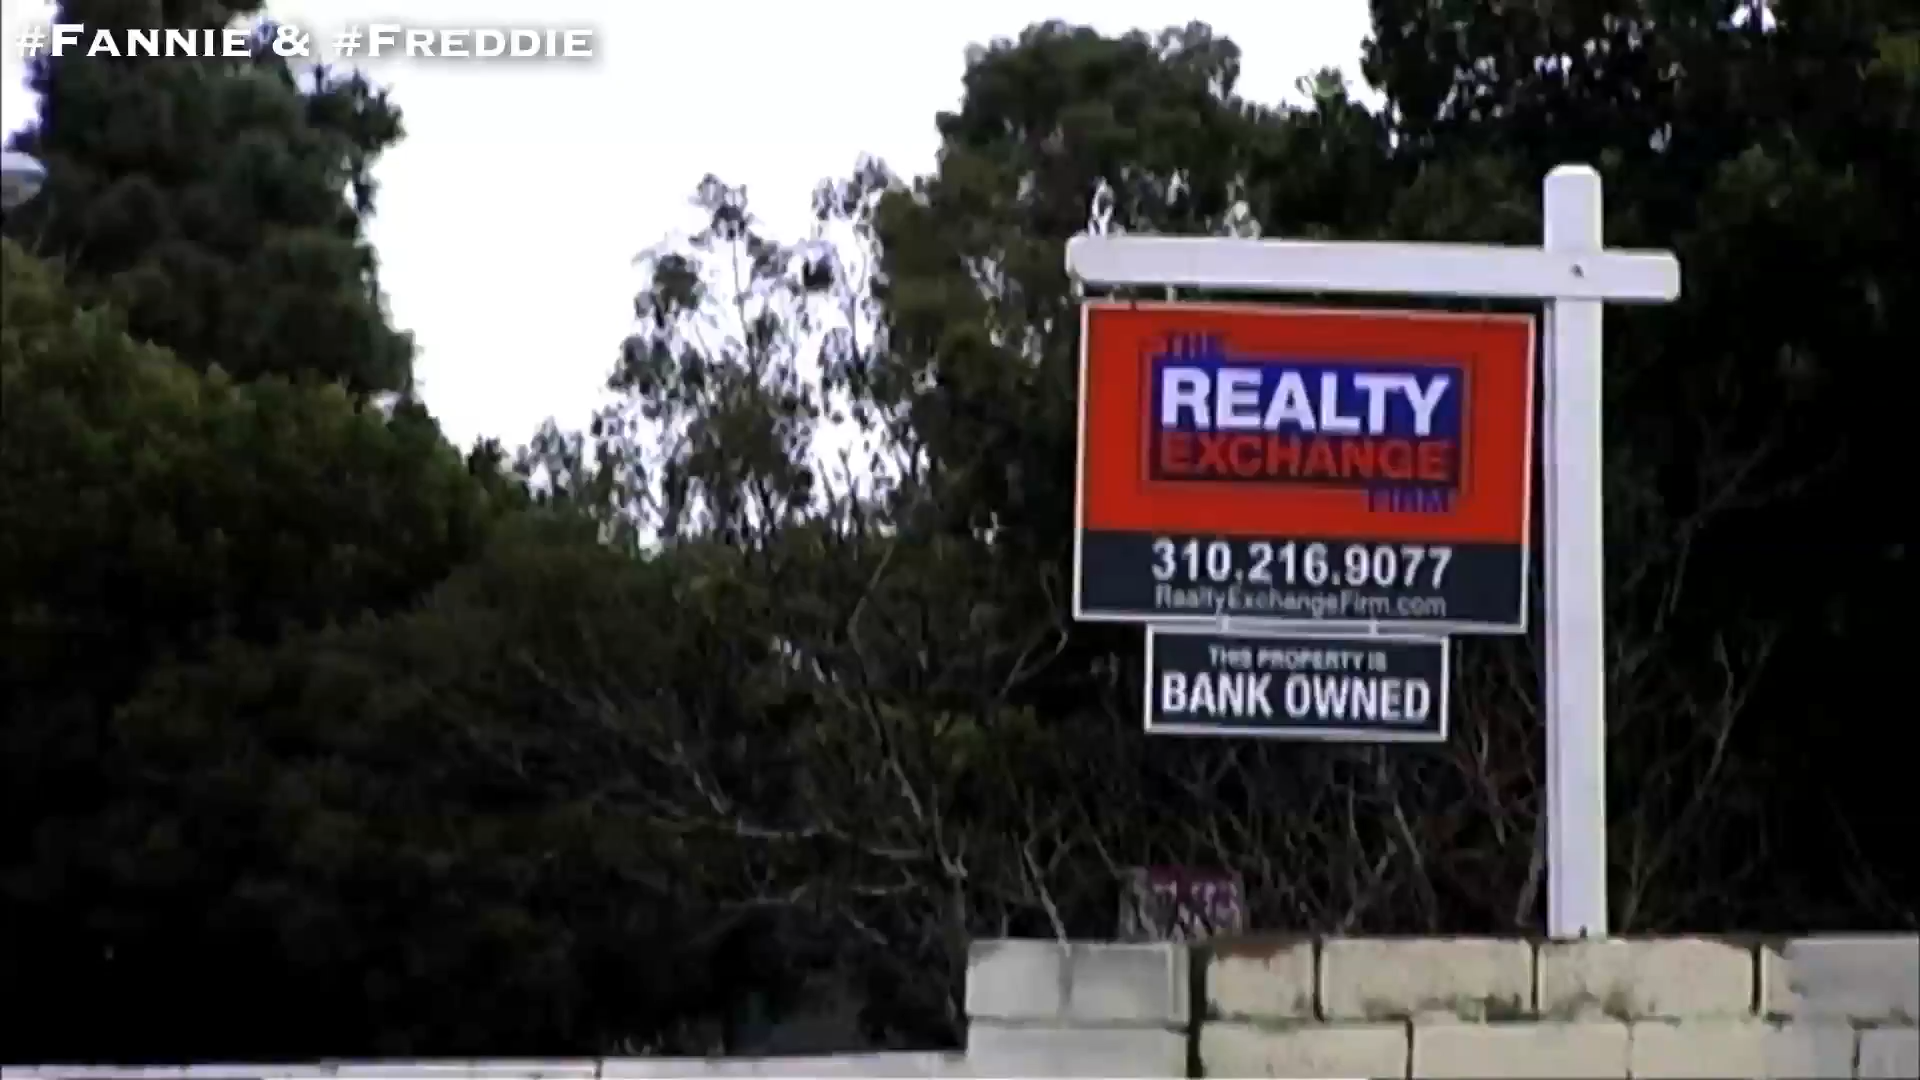 #FANNIE & #FREDDIE
THE
REALTY
EXCHANGE
FIRM
310.216.9077
RealtyExchangeFirm.com
THIS PROPERTY IS
BANK OWNED